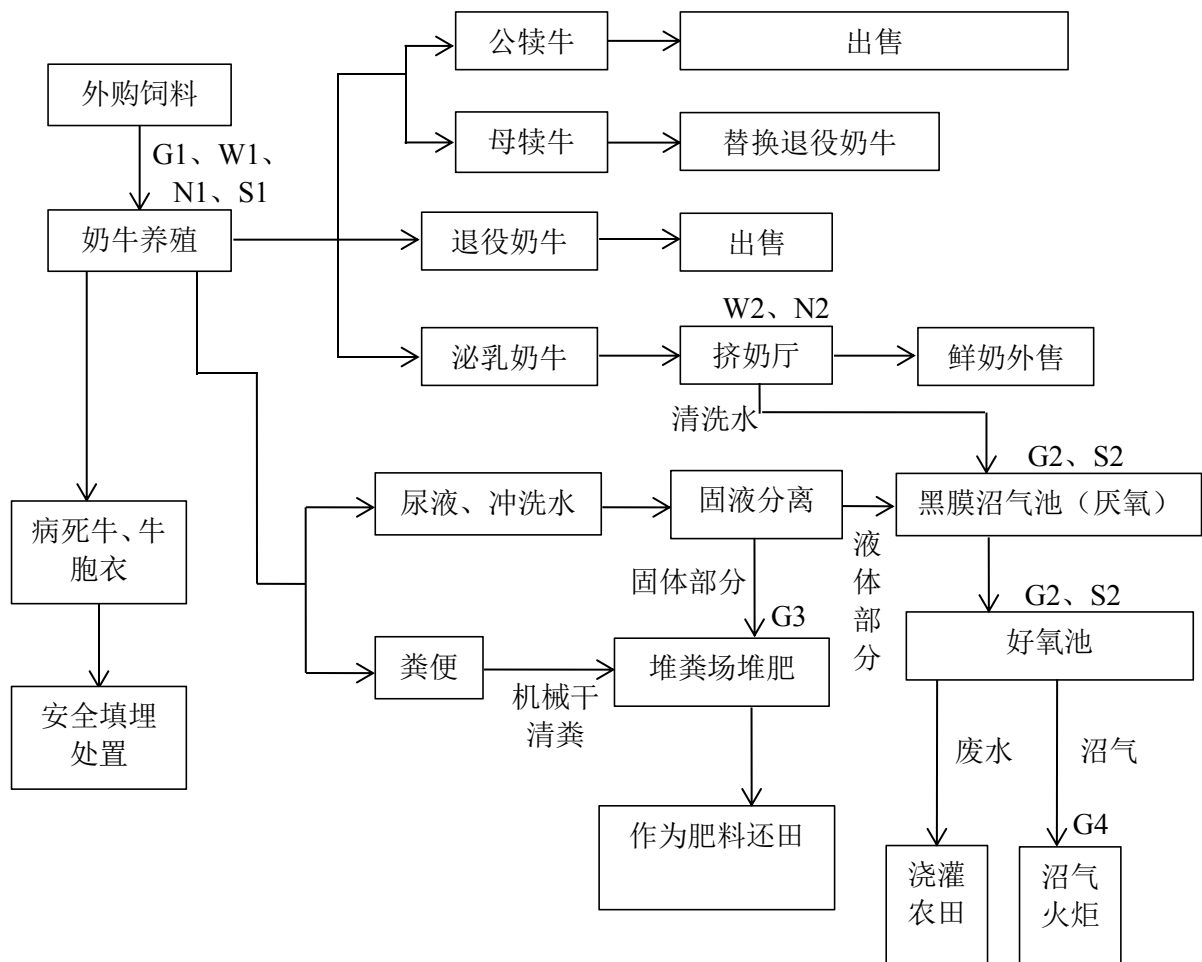 公犊牛
出售
外购饲料
母犊牛
替换退役奶牛
G1、W1、
N1、S1
奶牛养殖
退役奶牛
出售
W2、N2
泌乳奶牛
挤奶厅
鲜奶外售
清洗水
G2、S2
尿液、冲洗水
固液分离
黑膜沼气池（厌氧）
病死牛、牛
胞衣
固体部分
液
体
部
分
G2、S2
G3
好氧池
粪便
堆粪场堆肥
机械干
清粪
安全填埋
处置
废水
沼气
作为肥料还田
G4
浇灌
农田
沼气
火炬